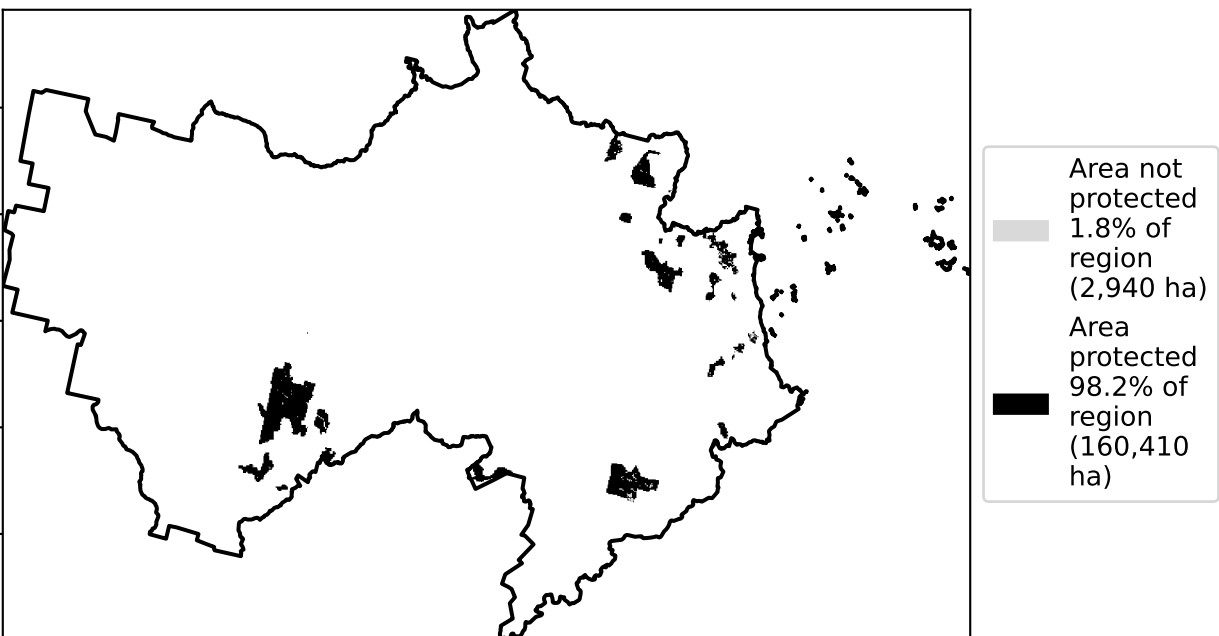 Area not
protected
1.8% of
region
(2,940 ha)
Area
protected
98.2% of
region
(160,410
ha)